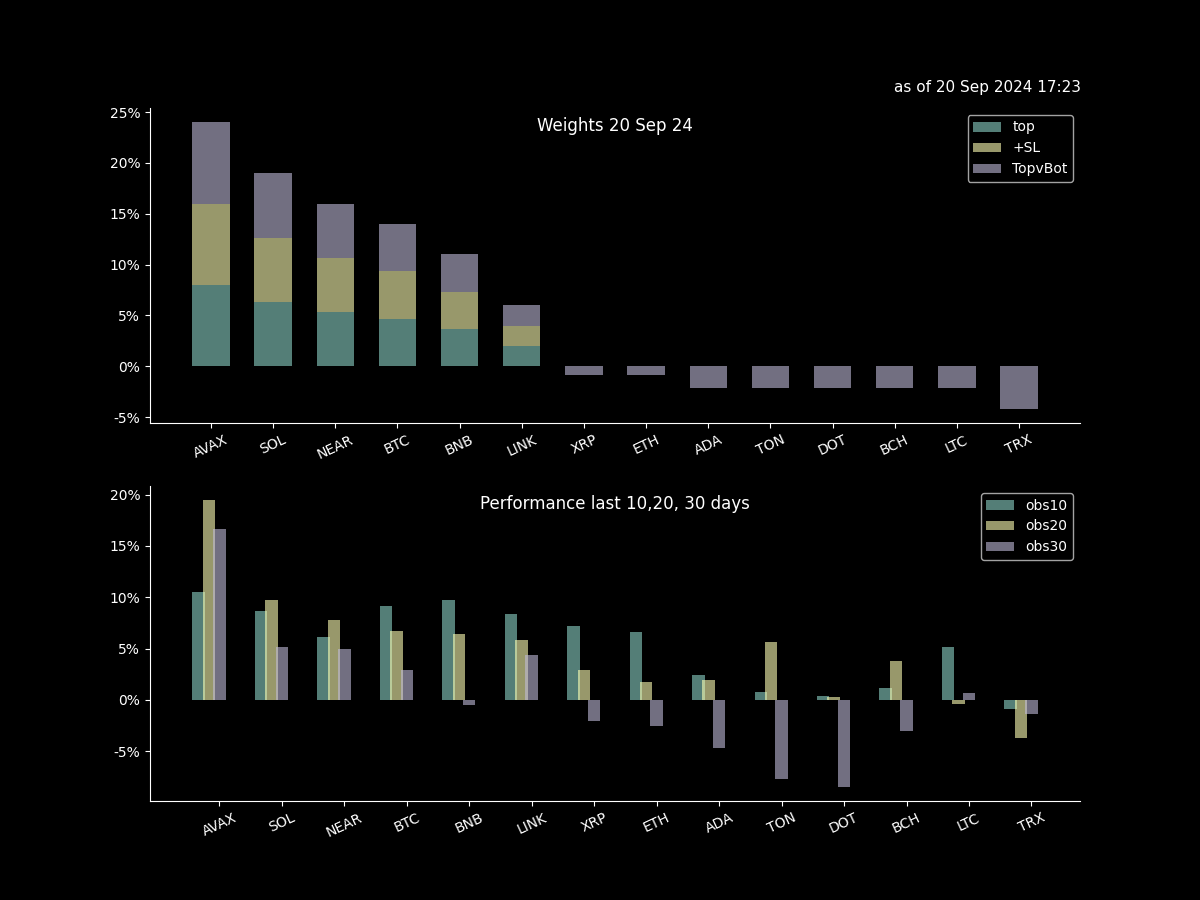 as of 20 Sep 2024 17:23
Weights 20 Sep 24
top
+SL
TopvBot
25%
20%
15%
10%
5%
0%
-5%
AVAX SOL NEAR BTC BNB LINK XRP ETH ADA TON DOT BCH LTC TRX
Performance last 10,20, 30 days
obs10
obs20
obs30
20%
15%
10%
5%
0%
-5%
AVAX SOL NEAR BTC BNB LINK XRP ETH ADA TON DOT BCH LTC TRX